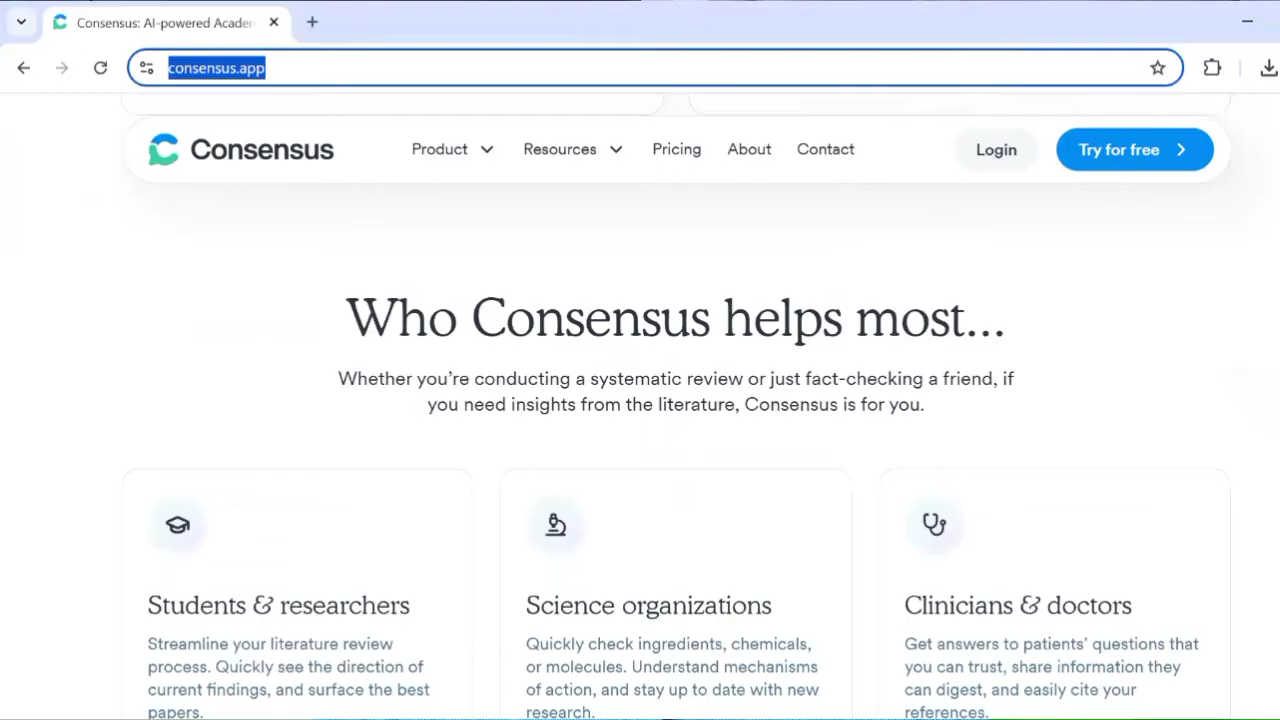 Consensus: AI-powered Acader
consensus.app
Consensus
Product
Resources
Pricing
About
Contact
Login
Try for free
Who Consensus helps most...
Whether you’re conducting a systematic review or just fact-checking a friend, if
you need insights from the literature, Consensus is for you.
Students & researchers
Streamline your literature review
process. Quickly see the direction of
current findings, and surface the best
papers.
Science organizations
Quickly check ingredients, chemicals,
or molecules. Understand mechanisms
of action, and stay up to date with new
research.
Clinicians & doctors
Get answers to patients’ questions that
you can trust, share information they
can digest, and easily cite your
references.